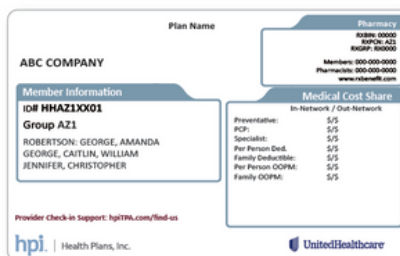 Plan Name
Pharmacy
RXBIN: 00000
RXPCN: AZ1
RXGRP: RX0000
Members: 000-000-0000
Pharmacists: 000-000-0000
www.rxbenefit.com
ABC COMPANY
Member Information
ID# HHAZ1XX01
Group AZ1
ROBERTSON: GEORGE, AMANDA
GEORGE, CAITLIN, WILLIAM
JENNIFER, CHRISTOPHER
Medical Cost Share
In-Network / Out-Network
Preventative: $/$
PCP: $/$
Specialist: $/$
Per Person Ded. $/$
Family Deductible: $/$
Per Person OOPM: $/$
Family OOPM: $/$
Provider Check-in Support: hpiTPA.com/find-us
hpi. | Health Plans, Inc.
UnitedHealthcare